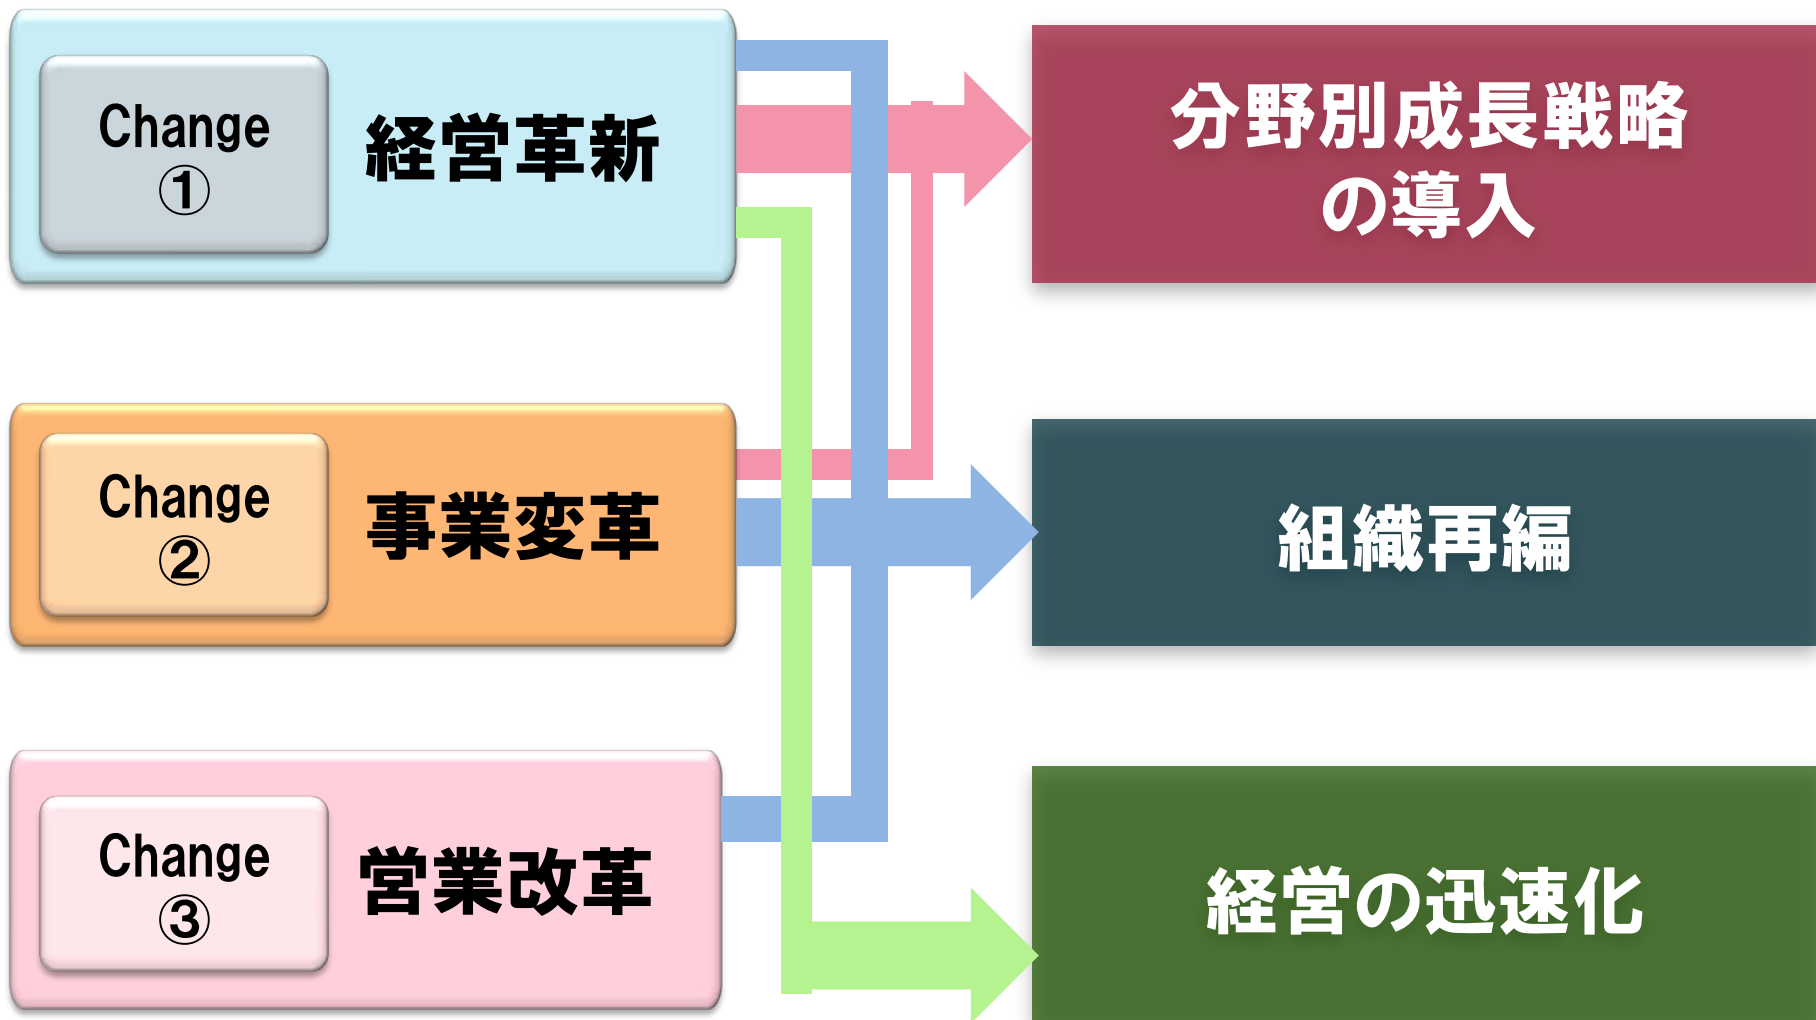 Change
①
経営革新
分野別成長戦略
の導入
Change
②
事業変革
組織再編
Change
③
営業改革
経営の迅速化